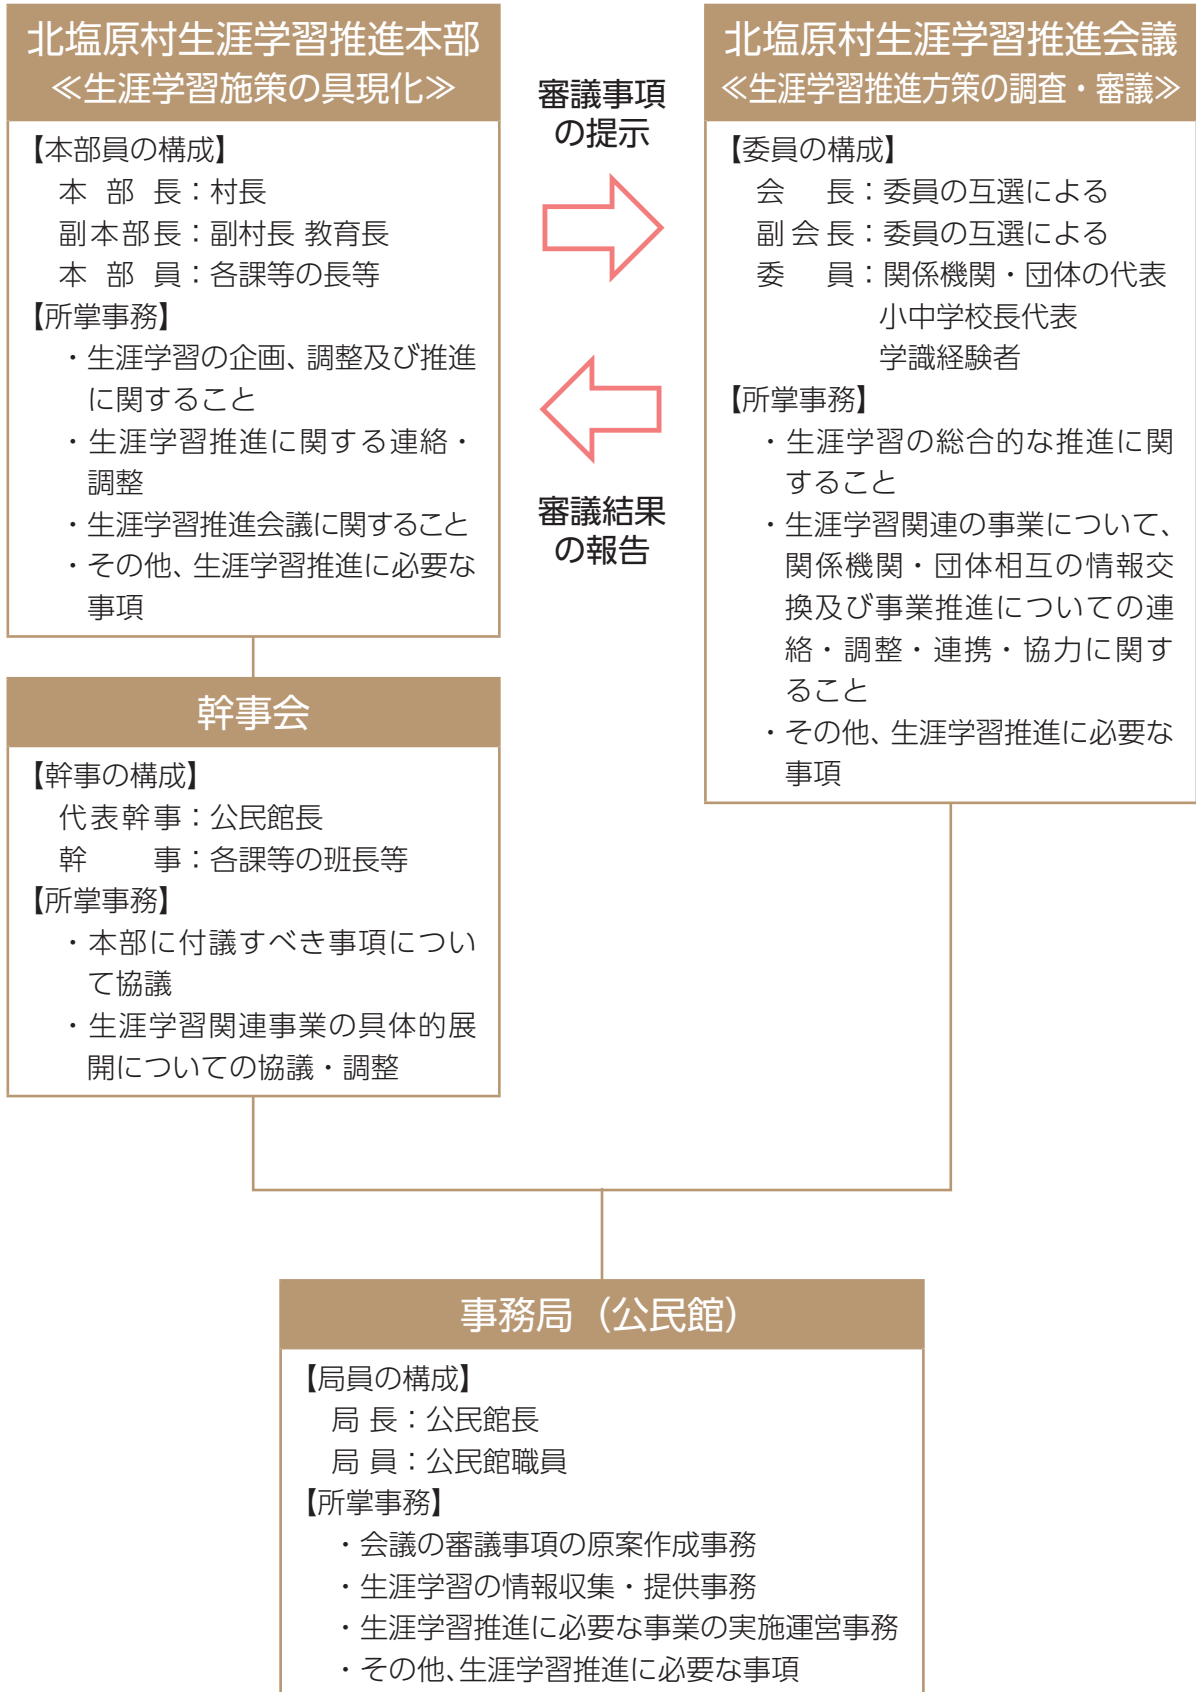 北塩原村生涯学習推進本部
≪生涯学習施策の具現化≫
【本部員の構成】
本 部 長：村長
副本部長：副村長 教育長
本 部 員：各課等の長等
【所掌事務】
・生涯学習の企画、調整及び推進
に関すること
・生涯学習推進に関する連絡・
調整
・生涯学習推進会議に関すること
・その他、生涯学習推進に必要な
事項
審議事項
の提示
審議結果
の報告
北塩原村生涯学習推進会議
≪生涯学習推進方策の調査・審議≫
【委員の構成】
会 長：委員の互選による
副会長：委員の互選による
委 員：関係機関・団体の代表
小中学校長代表
学識経験者
【所掌事務】
・生涯学習の総合的な推進に関
すること
・生涯学習関連の事業について、
関係機関・団体相互の情報交
換及び事業推進についての連
絡・調整・連携・協力に関す
ること
・その他、生涯学習推進に必要な
事項
幹事会
【幹事の構成】
代表幹事：公民館長
幹 事：各課等の班長等
【所掌事務】
・本部に付議すべき事項につい
て協議
・生涯学習関連事業の具体的展
開についての協議・調整
事務局（公民館）
【局員の構成】
局 長：公民館長
局 員：公民館職員
【所掌事務】
・会議の審議事項の原案作成事務
・生涯学習の情報収集・提供事務
・生涯学習推進に必要な事業の実施運営事務
・その他、生涯学習推進に必要な事項